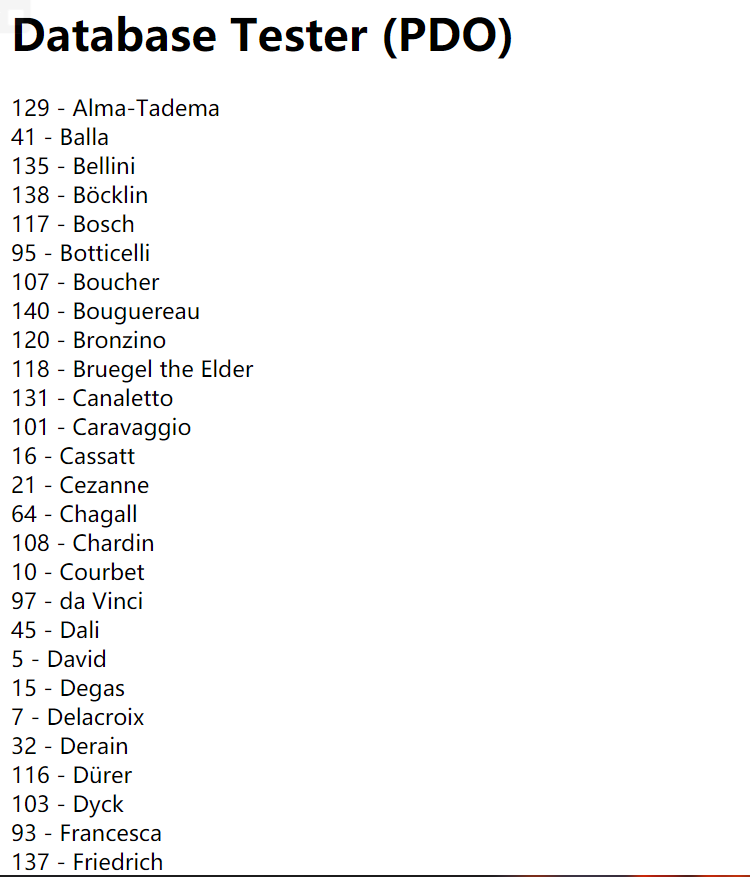 Database Tester (PDO)
129 - Alma-Tadema
41 - Balla
135 - Bellini
138 - Böcklin
117 - Bosch
95 - Botticelli
107 - Boucher
140 - Bouguereau
120 - Bronzino
118 - Bruegel the Elder
131 - Canaletto
101 - Caravaggio
16 - Cassatt
21 - Cezanne
64 - Chagall
108 - Chardin
10 - Courbet
97 - da Vinci
45 - Dali
5 - David
15 - Degas
7 - Delacroix
32 - Derain
116 - Dürer
103 - Dyck
93 - Francesca
137 - Friedrich